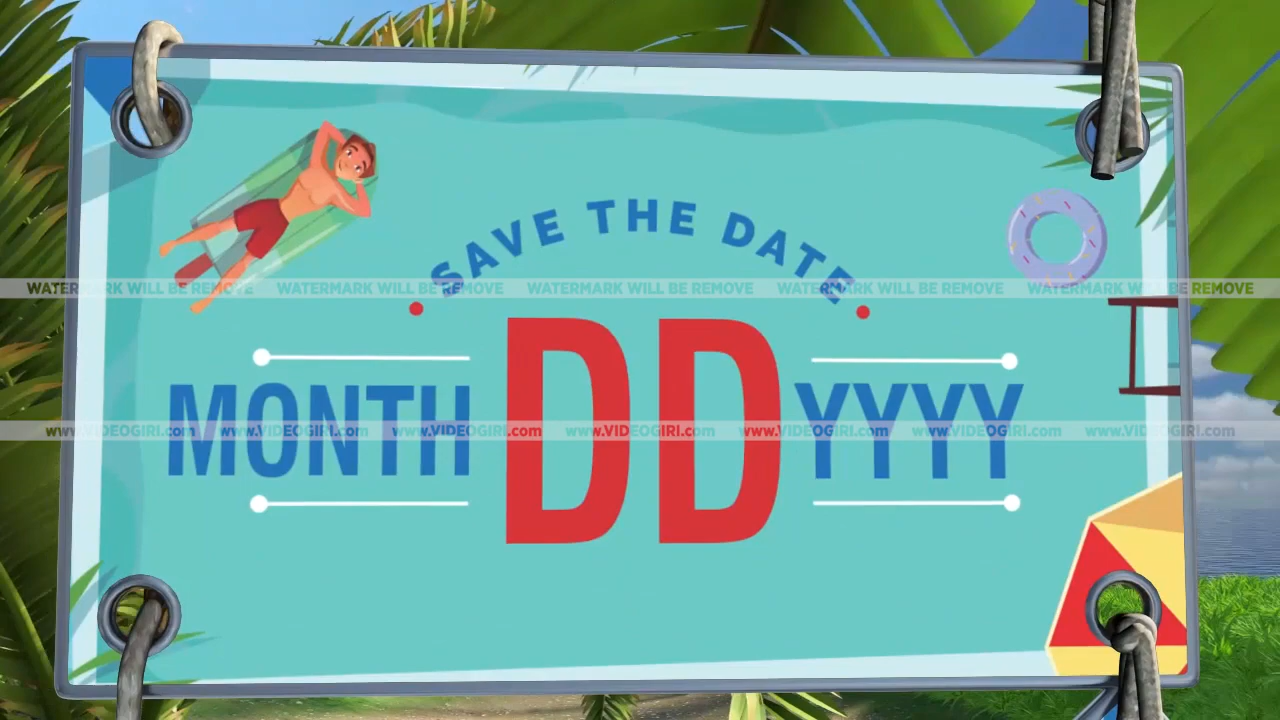 SAVE THE DATE
WATERMARK WILL BE REMOVE WATERMARK WILL BE REMOVE WATERMARK WILL BE REMOVE WATERMARK WILL BE REMOVE WATERMARK WILL BE REMOVE
MONTH DD YYYY
www.VIDEOGIRI.com www.VIDEOGIRI.com www.VIDEOGIRI.com www.VIDEOGIRI.com www.VIDEOGIRI.com www.VIDEOGIRI.com www.VIDEOGIRI.com